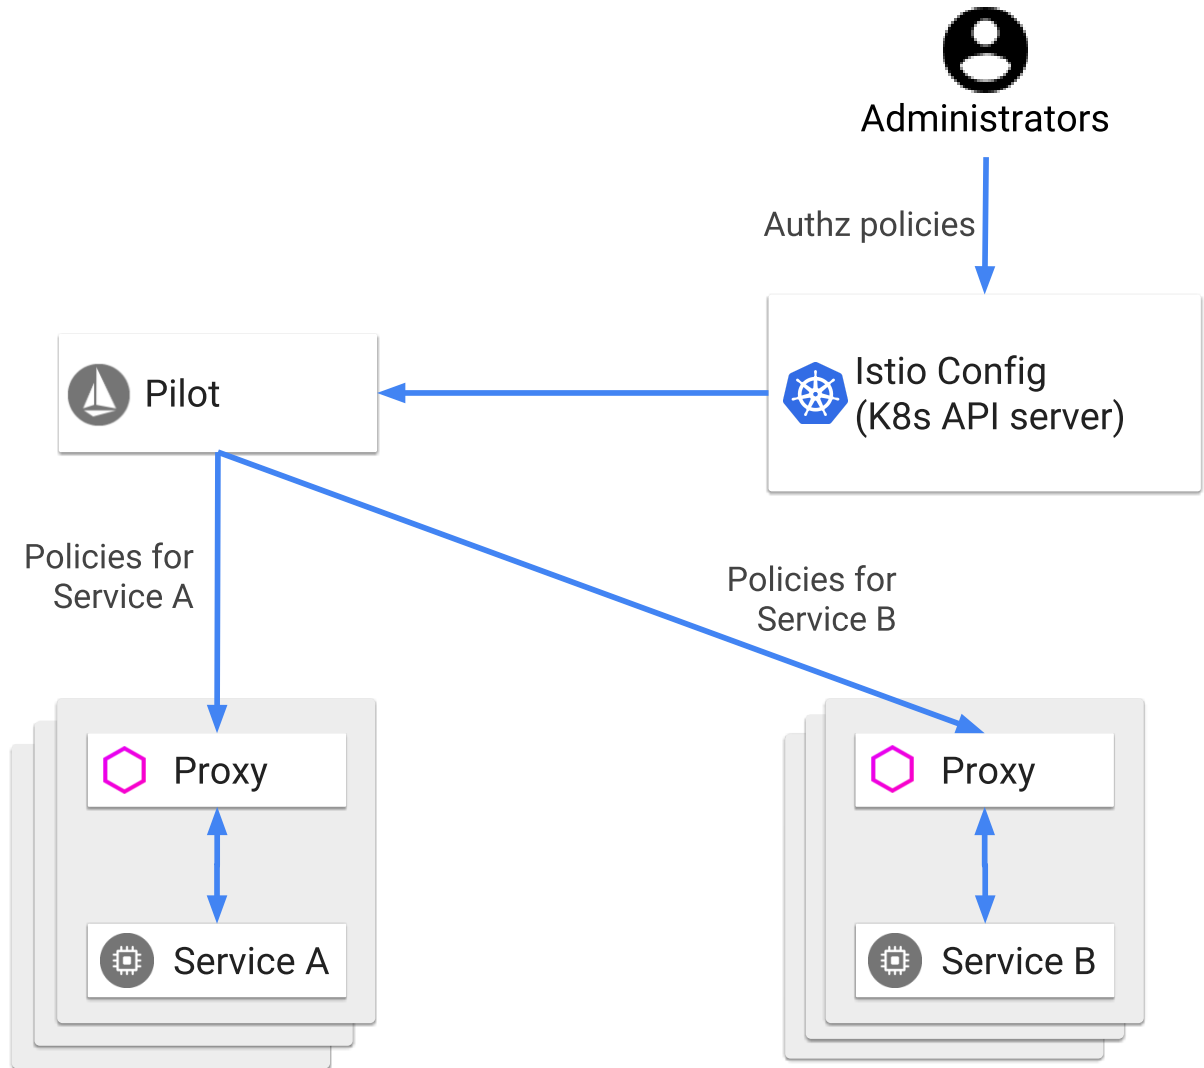 Administrators
Authz policies
Istio Config
(K8s API server)
Pilot
Policies for
Service A
Policies for
Service B
Proxy
Service A
Proxy
Service B